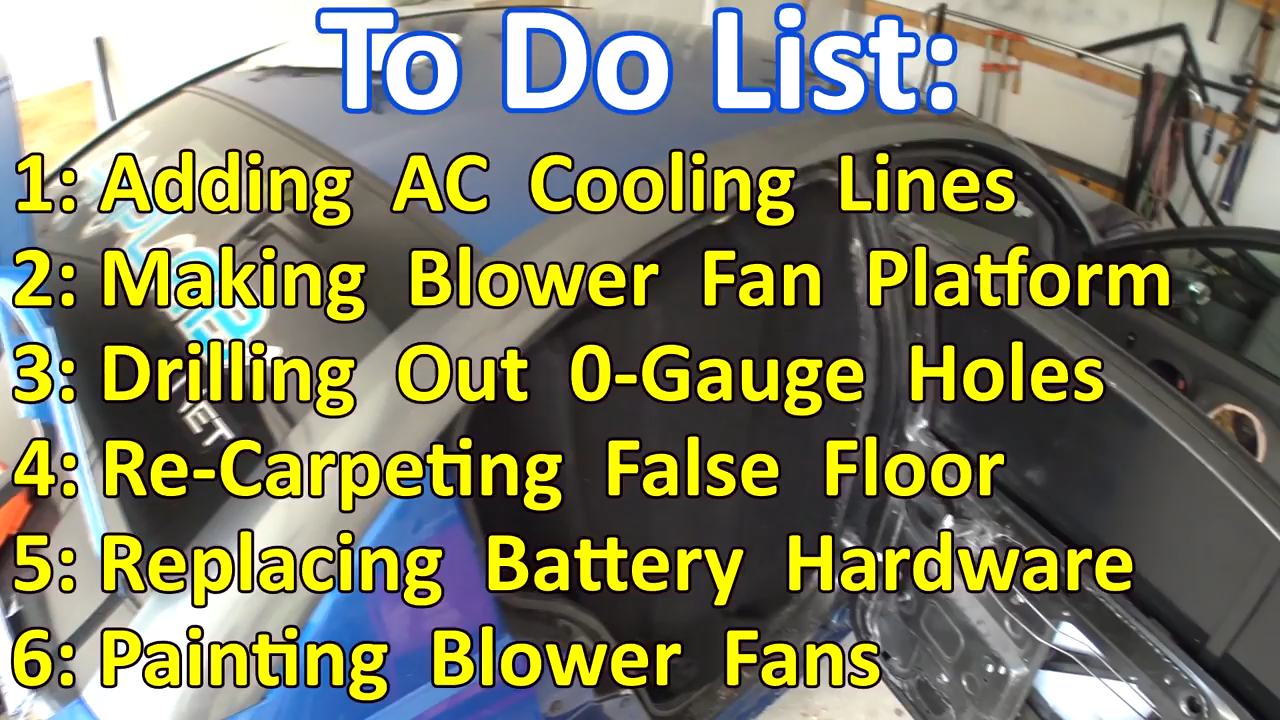 To Do List:
1: Adding AC Cooling Lines
2: Making Blower Fan Platform
3: Drilling Out 0-Gauge Holes
4: Re-Carpeting False Floor
5: Replacing Battery Hardware
6: Painting Blower Fans